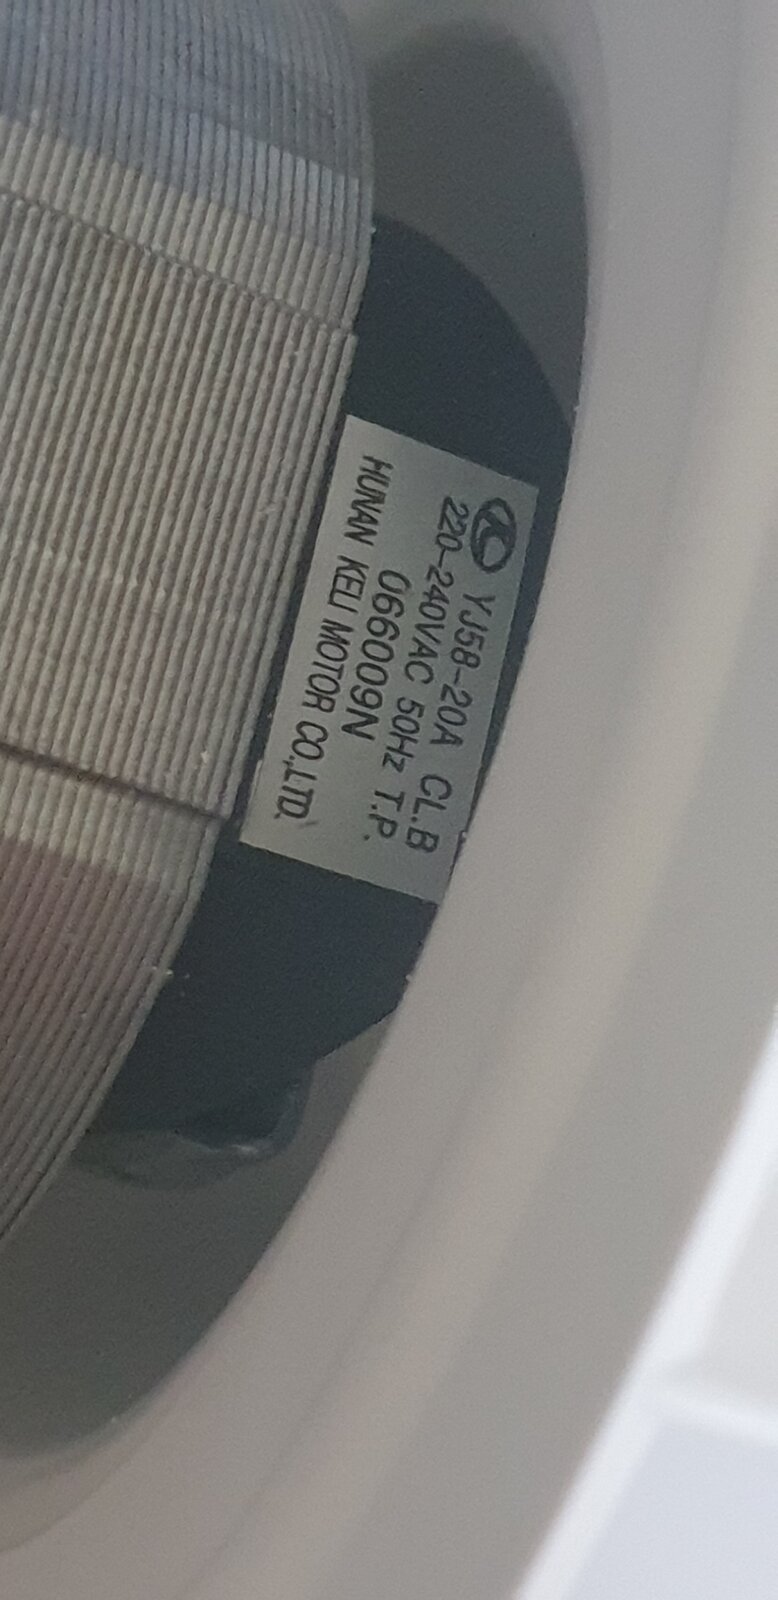 YJ58-20A CL.B
220-240VAC 50Hz T.P.
066009N
HUNAN KELI MOTOR CO.,LTD.